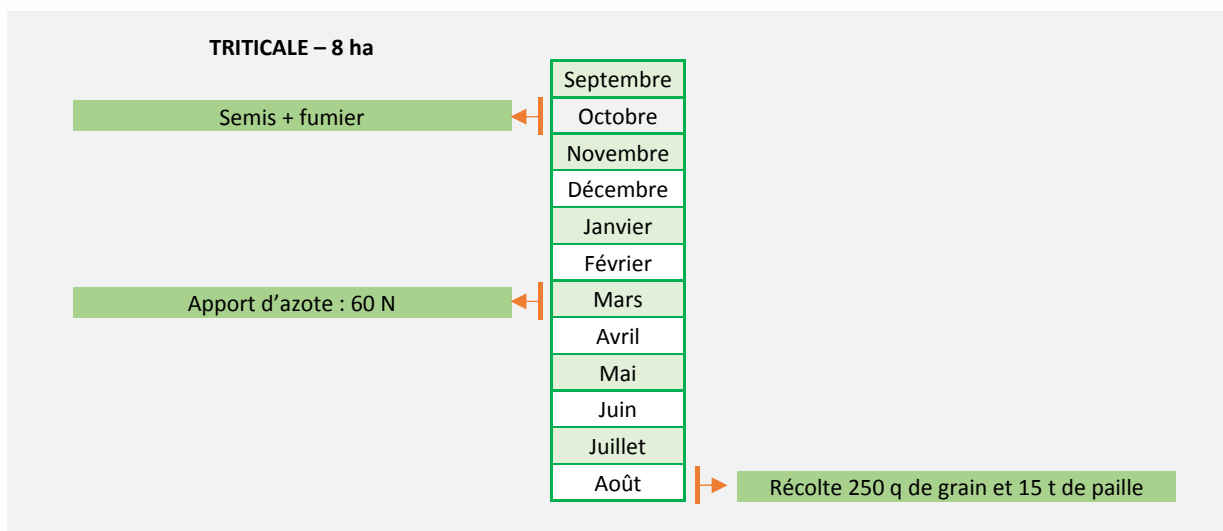 TRITICALE – 8 ha
Septembre
Semis + fumier
Octobre
Novembre
Décembre
Janvier
Février
Apport d'azote : 60 N
Mars
Avril
Mai
Juin
Juillet
Août
Récolte 250 q de grain et 15 t de paille